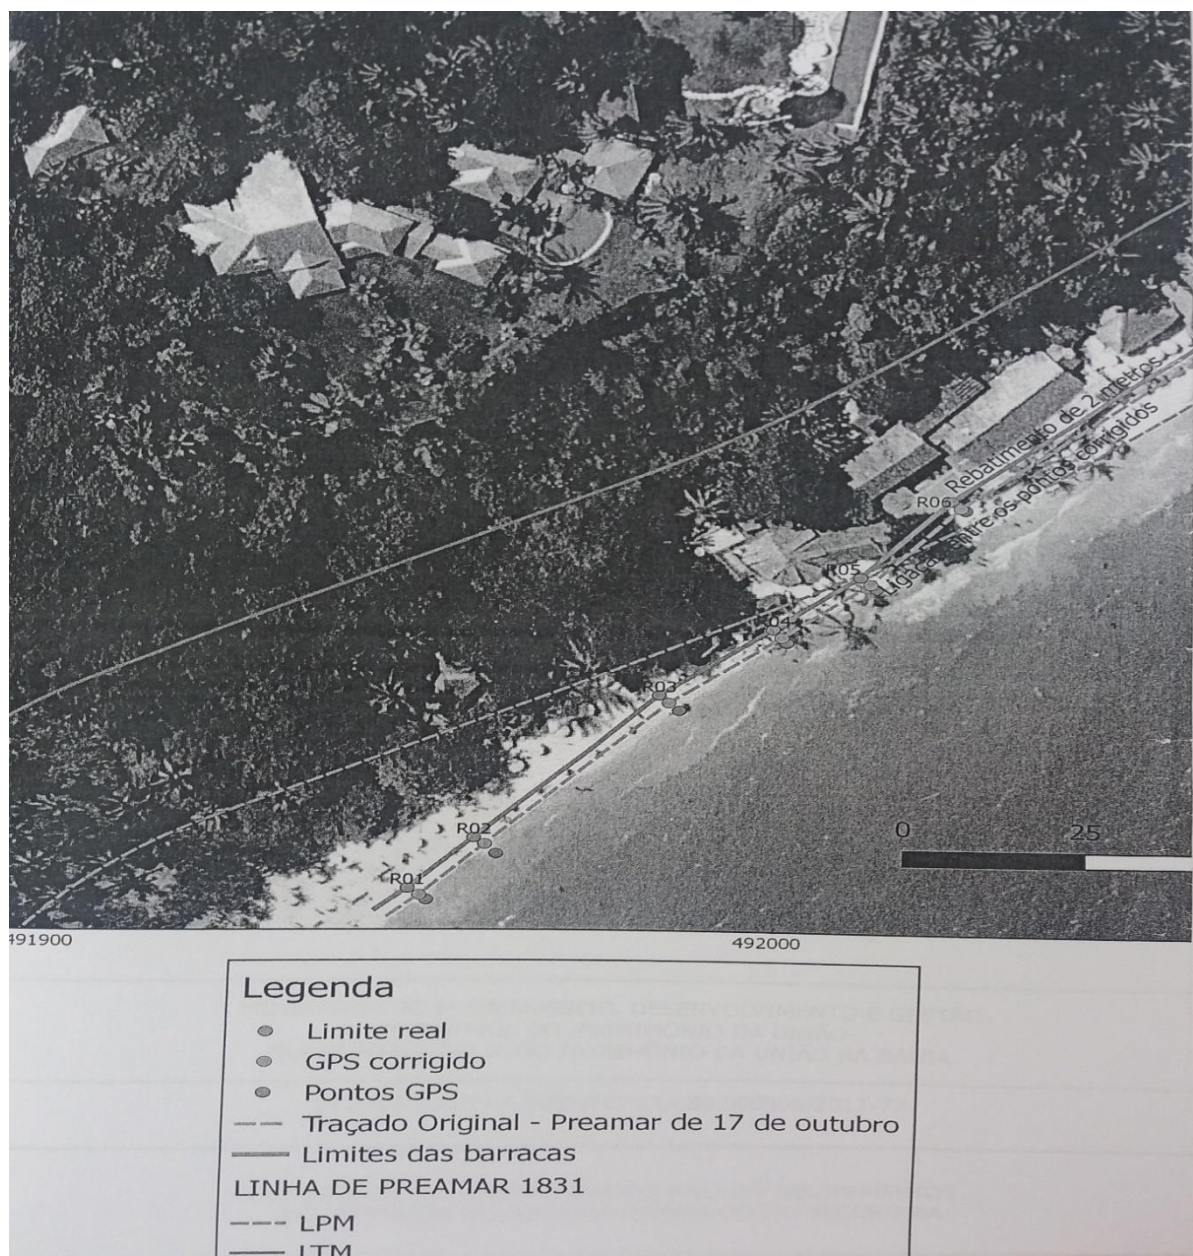 Rebatimento de 2 metros
Ligação entre os pontos corrigidos
R06
R05
R04
R03
R02
R01
0 25
491900 492000
Legenda
Limite real
GPS corrigido
Pontos GPS
Traçado Original - Preamar de 17 de outubro
Limites das barracas
LINHA DE PREAMAR 1831
LPM
LTM